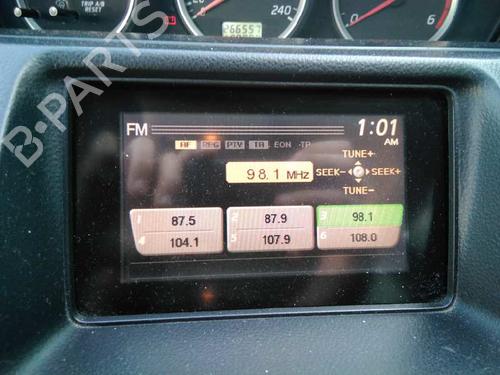 TRIP A/B
RESET
240
266557
6
FM
1:01
AM
AF REG PTY TA EON TP
TUNE+
98.1 MHz
SEEK- SEEK+
TUNE-
1 87.5 2 87.9 3 98.1
4 104.1 5 107.9 6 108.0
B-PARTS